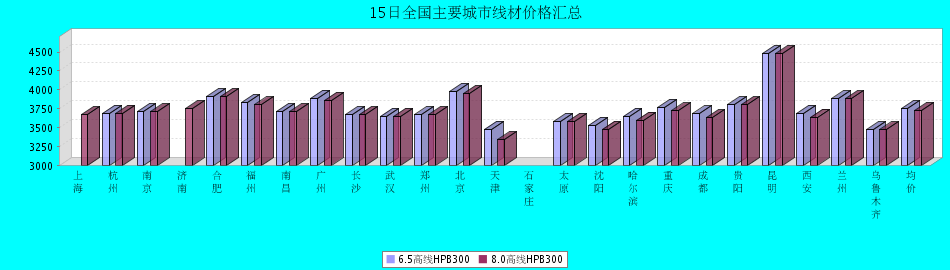 15日全国主要城市线材价格汇总
4500
4250
4000
3750
3500
3250
3000
上海
杭州
南京
济南
合肥
福州
南昌
广州
长沙
武汉
郑州
北京
天津
石家庄
太原
沈阳
哈尔滨
重庆
成都
贵阳
昆明
西安
兰州
乌鲁木齐
均价
6.5高线HPB300 8.0高线HPB300